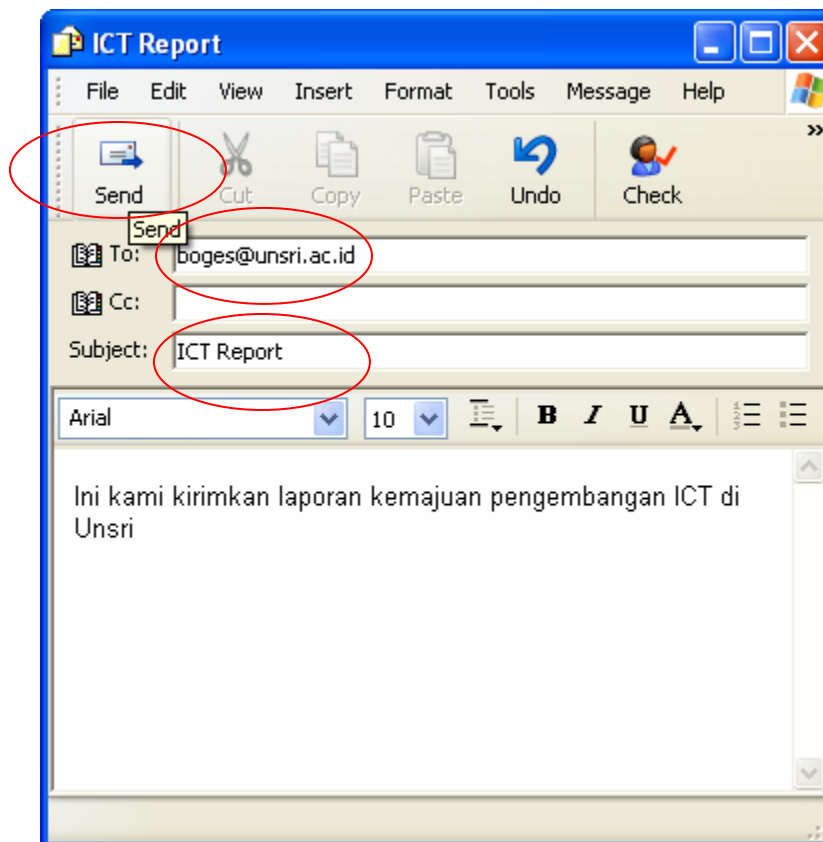 ICT Report
File Edit View Insert Format Tools Message Help
»
Send Cut Copy Paste Undo Check
Send
To: boges@unsri.ac.id
Cc:
Subject: ICT Report
Arial 10 B I U A
Ini kami kirimkan laporan kemajuan pengembangan ICT di
Unsri